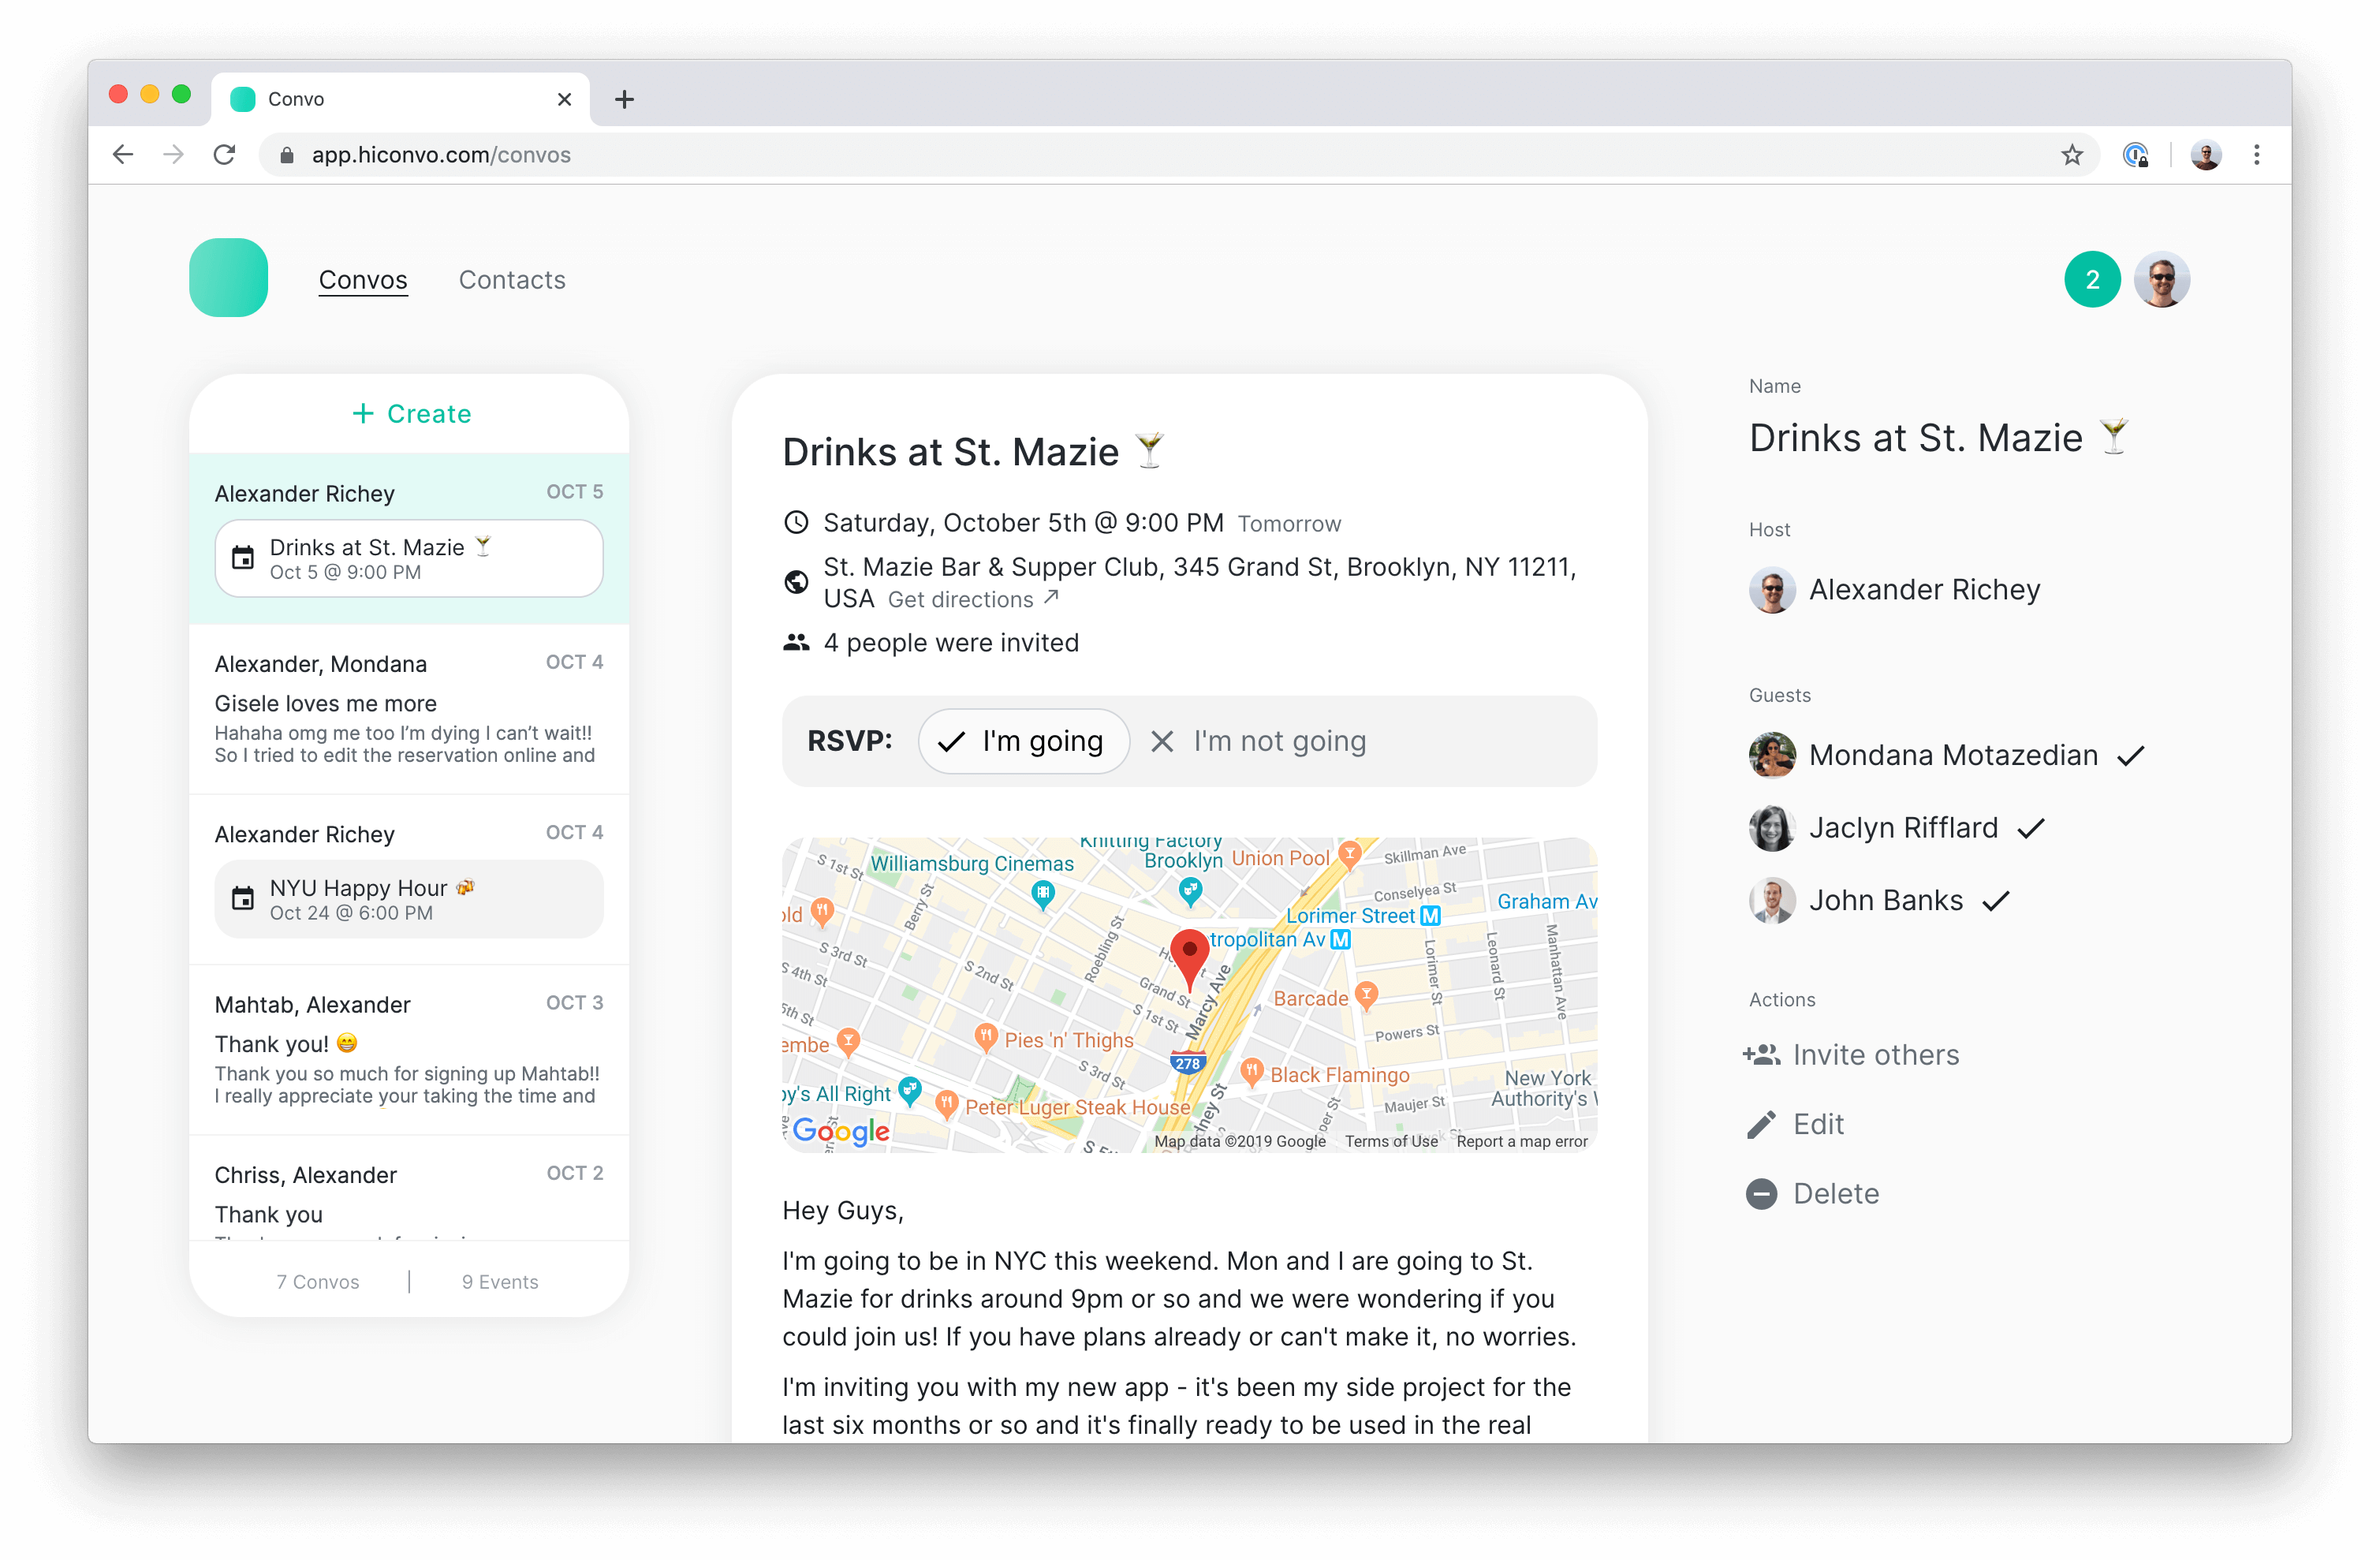 Convo
app.hiconvo.com/convos
Convos
Contacts
2
+ Create
Alexander Richey
OCT 5
Drinks at St. Mazie 🍸
Oct 5 @ 9:00 PM
Alexander, Mondana
OCT 4
Gisele loves me more
Hahaha omg me too I’m dying I can’t wait!!
So I tried to edit the reservation online and
Alexander Richey
OCT 4
NYU Happy Hour 🍻
Oct 24 @ 6:00 PM
Mahtab, Alexander
OCT 3
Thank you! 😁
Thank you so much for signing up Mahtab!!
I really appreciate your taking the time and
Chriss, Alexander
OCT 2
Thank you
7 Convos | 9 Events
Drinks at St. Mazie 🍸
Saturday, October 5th @ 9:00 PM Tomorrow
St. Mazie Bar & Supper Club, 345 Grand St, Brooklyn, NY 11211,
USA Get directions ↗
4 people were invited
RSVP: I'm going I'm not going
Knitting Factory
Brooklyn
Williamsburg Cinemas
Union Pool
Skillman Ave
S 1st St
Berry St
Conselyea St
Graham Av
old
Lorimer Street M
tropolitan Av M
S 3rd St
S 4th St
S 2nd St
Roebling St
Grand St
Marcy Ave
Lorimer St
Leonard St
Manhattan Ave
5th St
S 1st St
Barcade
Powers St
embe
Pies 'n' Thighs
278
S 3rd St
Black Flamingo
New York
Authority's
by's All Right
Peter Luger Steak House
Maujer St
Google
Map data ©2019 Google Terms of Use Report a map error
Hey Guys,
I'm going to be in NYC this weekend. Mon and I are going to St.
Mazie for drinks around 9pm or so and we were wondering if you
could join us! If you have plans already or can't make it, no worries.
I'm inviting you with my new app - it's been my side project for the
last six months or so and it's finally ready to be used in the real
Name
Drinks at St. Mazie 🍸
Host
Alexander Richey
Guests
Mondana Motazedian
Jaclyn Rifflard
John Banks
Actions
Invite others
Edit
Delete